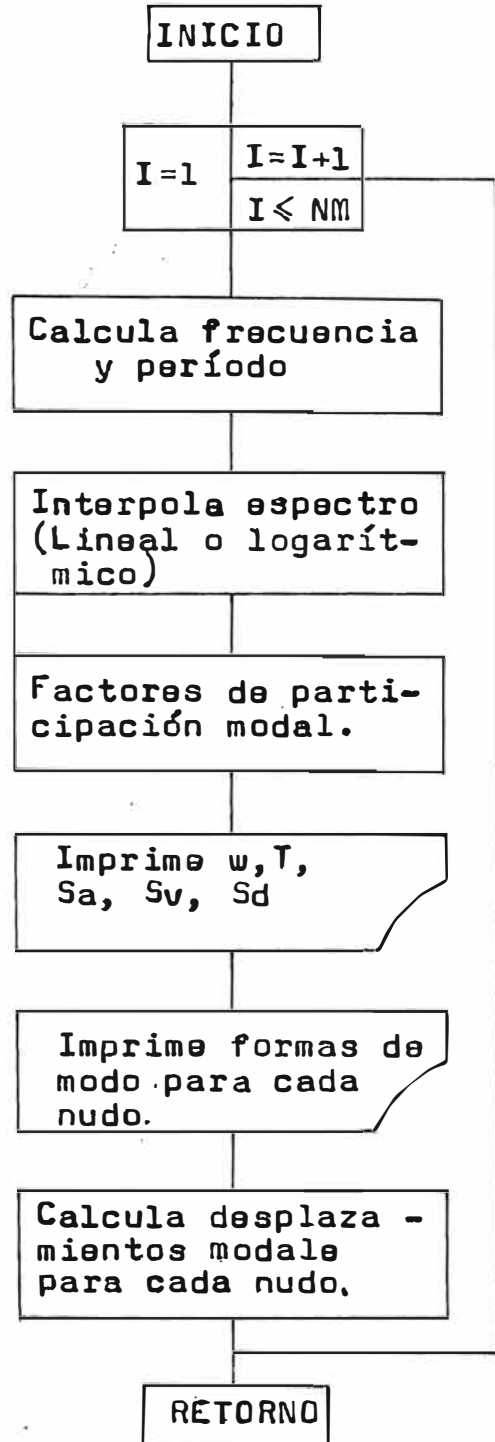 INICIO
I=1
I=I+1
I ≤ NM
Calcula frecuencia
y período
Interpola espectro
(Lineal o logarít-
mico)
Factores de parti-
cipación modal.
Imprime w,T,
Sa, Sv, Sd
Imprime formas de
modo para cada
nudo.
Calcula desplaza -
mientos modale
para cada nudo.
RETORNO